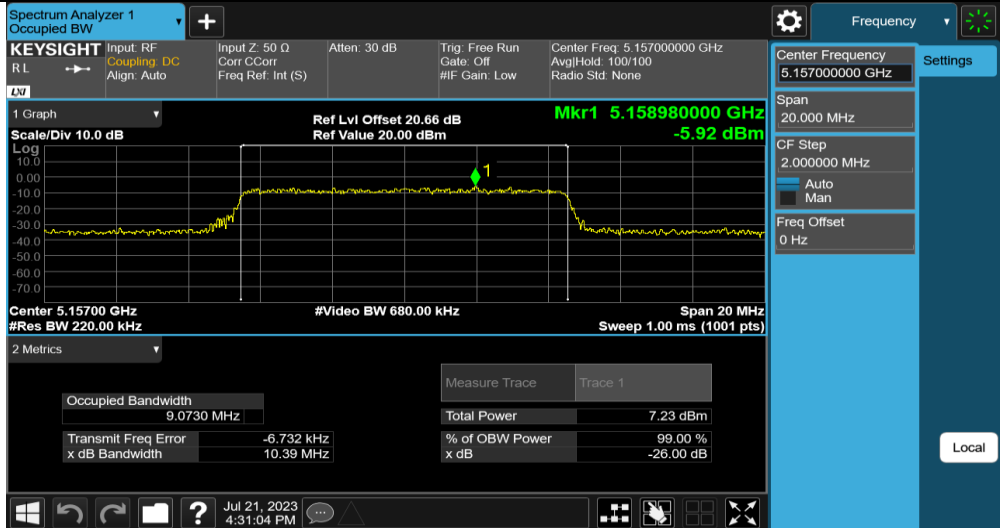 Spectrum Analyzer 1
Occupied BW
Frequency
KEYSIGHT
R L
LXI
Input: RF
Coupling: DC
Align: Auto
Input Z: 50 Ω
Corr CCorr
Freq Ref: Int (S)
Atten: 30 dB
Trig: Free Run
Gate: Off
#IF Gain: Low
Center Freq: 5.157000000 GHz
Avg|Hold: 100/100
Radio Std: None
Center Frequency
5.157000000 GHz
Settings
Span
20.000 MHz
CF Step
2.000000 MHz
Auto
Man
Freq Offset
0 Hz
1 Graph
Scale/Div 10.0 dB
Ref Lvl Offset 20.66 dB
Ref Value 20.00 dBm
Mkr1 5.158980000 GHz
-5.92 dBm
Log
10.0
0.00
-10.0
-20.0
-30.0
-40.0
-50.0
-60.0
-70.0
1
Center 5.15700 GHz
#Video BW 680.00 kHz
Span 20 MHz
#Res BW 220.00 kHz
Sweep 1.00 ms (1001 pts)
2 Metrics
Measure Trace
Trace 1
Occupied Bandwidth
9.0730 MHz
Total Power
7.23 dBm
Transmit Freq Error
-6.732 kHz
% of OBW Power
99.00 %
x dB Bandwidth
10.39 MHz
x dB
-26.00 dB
Local
?
Jul 21, 2023
4:31:04 PM